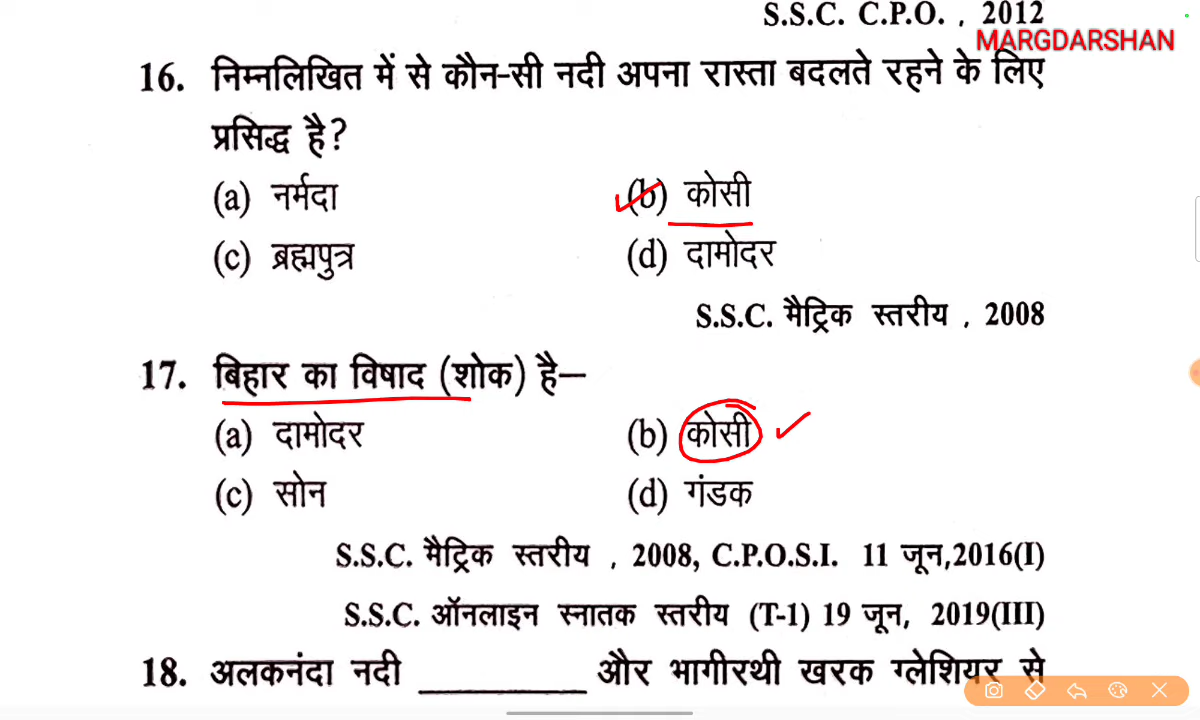 S.S.C. C.P.O. , 2012
MARGDARSHAN
16. निम्नलिखित में से कौन-सी नदी अपना रास्ता बदलते रहने के लिए
प्रसिद्ध है?
(a) नर्मदा (b) कोसी
(c) ब्रह्मपुत्र (d) दामोदर
S.S.C. मैट्रिक स्तरीय , 2008
17. बिहार का विषाद (शोक) है—
(a) दामोदर (b) कोसी
(c) सोन (d) गंडक
S.S.C. मैट्रिक स्तरीय , 2008, C.P.O.S.I. 11 जून,2016(I)
S.S.C. ऑनलाइन स्नातक स्तरीय (T-1) 19 जून, 2019(III)
18. अलकनंदा नदी __________ और भागीरथी खरक ग्लेशियर से